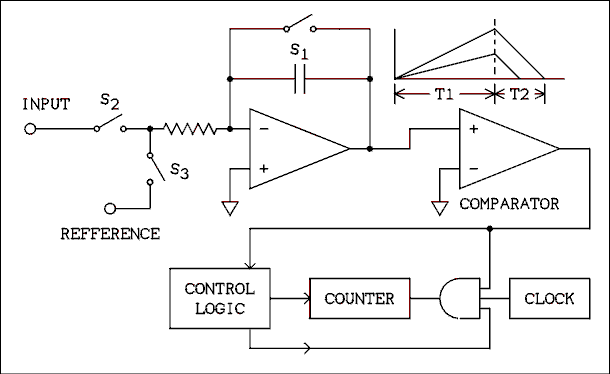 S1
T1
T2
INPUT
S2
+
−
−
+
+
−
S3
COMPARATOR
REFFERENCE
CONTROL
LOGIC
COUNTER
CLOCK